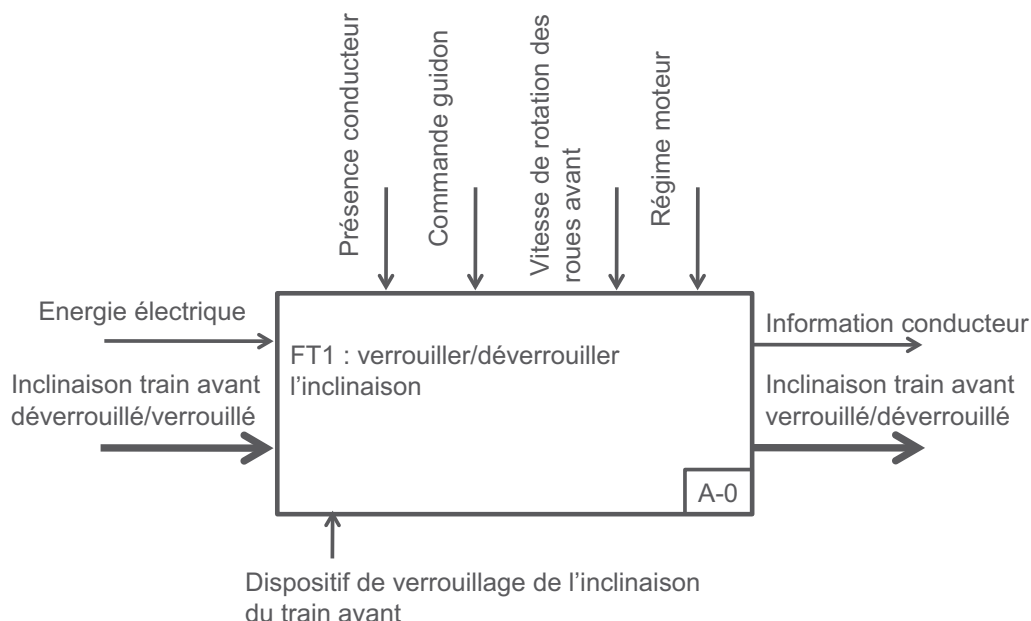 Présence conducteur
Commande guidon
Vitesse de rotation des
roues avant
Régime moteur
Energie électrique
Inclinaison train avant
déverrouillé/verrouillé
FT1 : verrouiller/déverrouiller
l’inclinaison
A-0
Information conducteur
Inclinaison train avant
verrouillé/déverrouillé
Dispositif de verrouillage de l’inclinaison
du train avant